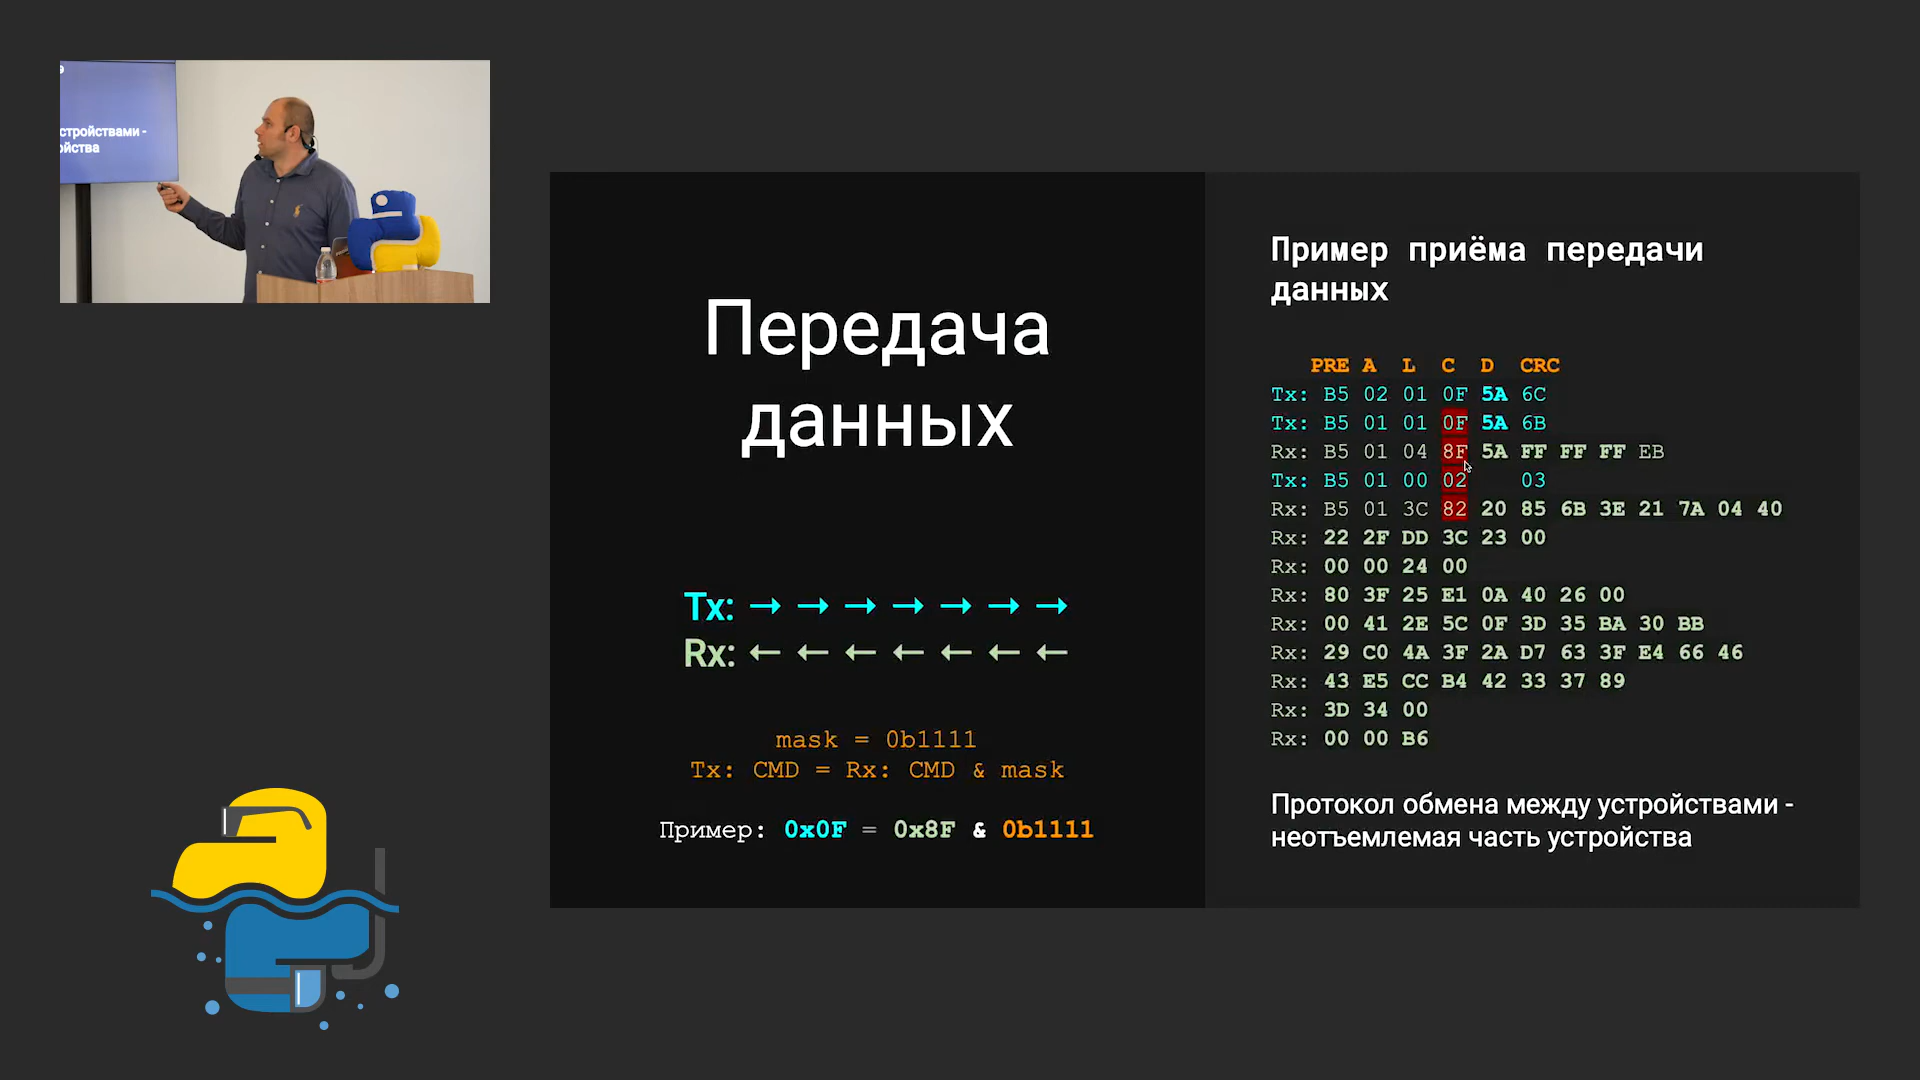 стройствами -
ойства
Передача
данных
Tx: → → → → → → →
Rx: ← ← ← ← ← ← ←
mask = 0b1111
Tx: CMD = Rx: CMD & mask
Пример: 0x0F = 0x8F & 0b1111
Пример приёма передачи
данных
PRE A L C D CRC
Tx: B5 02 01 0F 5A 6C
Tx: B5 01 01 0F 5A 6B
Rx: B5 01 04 8F 5A FF FF FF EB
Tx: B5 01 00 02 03
Rx: B5 01 3C 82 20 85 6B 3E 21 7A 04 40
Rx: 22 2F DD 3C 23 00
Rx: 00 00 24 00
Rx: 80 3F 25 E1 0A 40 26 00
Rx: 00 41 2E 5C 0F 3D 35 BA 30 BB
Rx: 29 C0 4A 3F 2A D7 63 3F E4 66 46
Rx: 43 E5 CC B4 42 33 37 89
Rx: 3D 34 00
Rx: 00 00 B6
Протокол обмена между устройствами -
неотъемлемая часть устройства